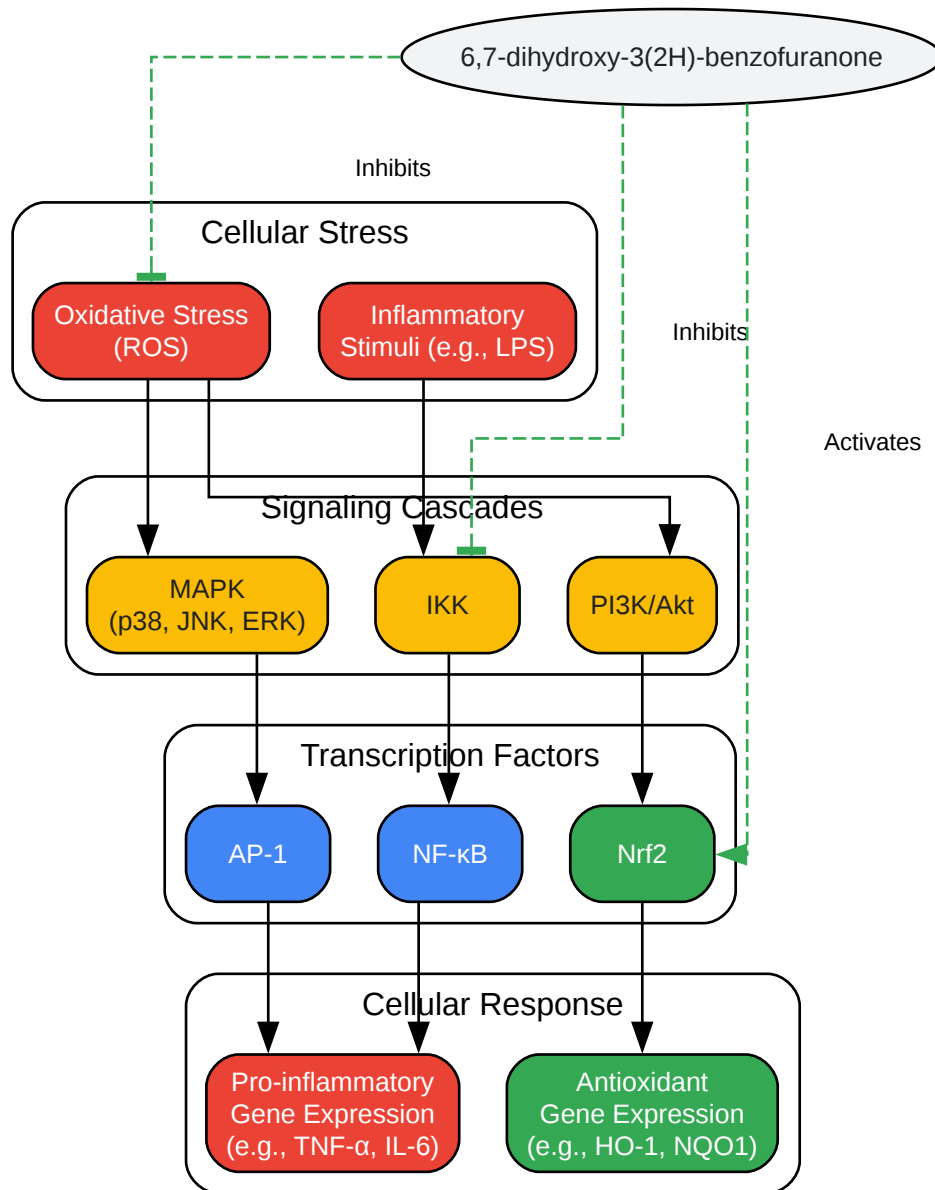 6,7-dihydroxy-3(2H)-benzofuranone
Inhibits
Cellular Stress
Oxidative Stress
(ROS)
Inflammatory
Stimuli (e.g., LPS)
Inhibits
Activates
Signaling Cascades
MAPK
(p38, JNK, ERK)
IKK
PI3K/Akt
Transcription Factors
AP-1
NF-κB
Nrf2
Cellular Response
Pro-inflammatory
Gene Expression
(e.g., TNF-α, IL-6)
Antioxidant
Gene Expression
(e.g., HO-1, NQO1)